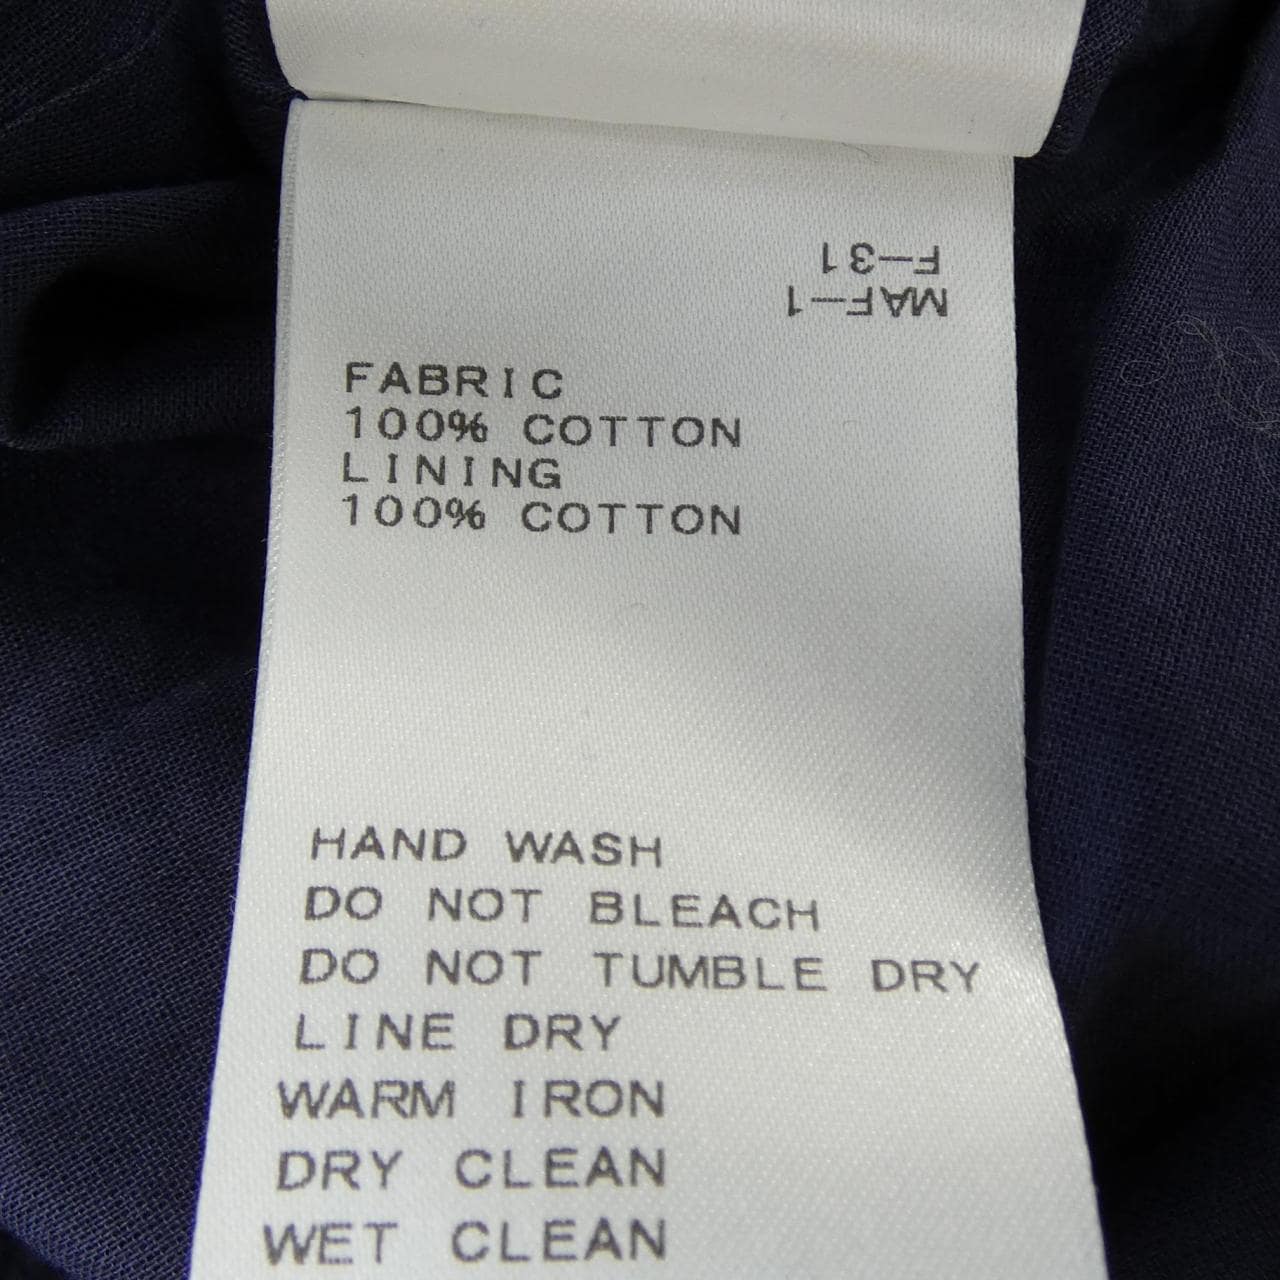 F-31
MAF-1
FABRIC
100% COTTON
LINING
100% COTTON
HAND WASH
DO NOT BLEACH
DO NOT TUMBLE DRY
LINE DRY
WARM IRON
DRY CLEAN
WET CLEAN